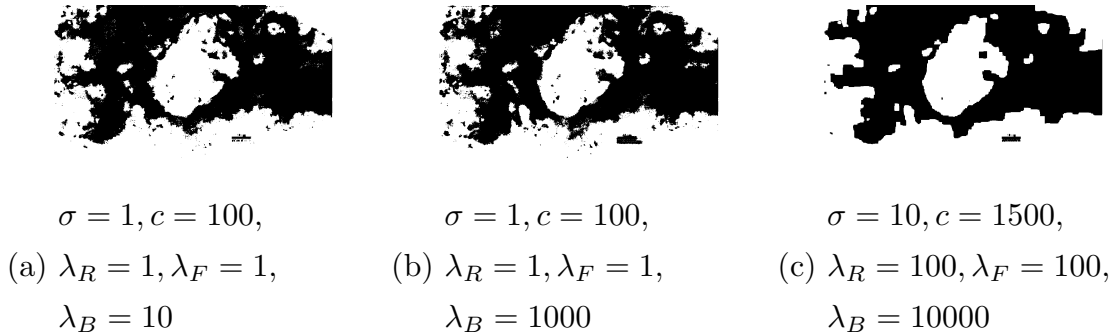 σ = 1, c = 100,
(a) λ_R = 1, λ_F = 1,
λ_B = 10
σ = 1, c = 100,
(b) λ_R = 1, λ_F = 1,
λ_B = 1000
σ = 10, c = 1500,
(c) λ_R = 100, λ_F = 100,
λ_B = 10000